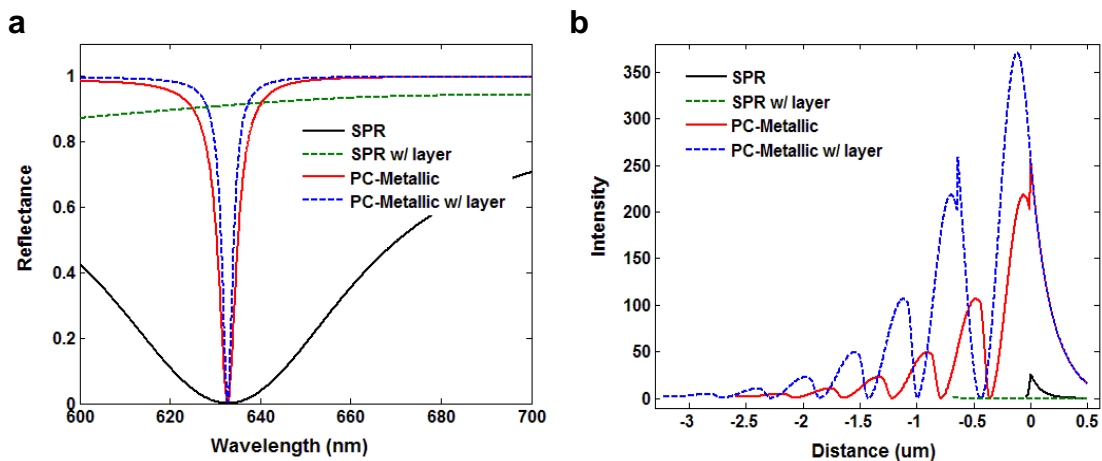 a
1
0.8
0.6
0.4
0.2
0
Reflectance
SPR
SPR w/ layer
PC-Metallic
PC-Metallic w/ layer
600 620 640 660 680 700
Wavelength (nm)
b
350
300
250
200
150
100
50
0
Intensity
SPR
SPR w/ layer
PC-Metallic
PC-Metallic w/ layer
-3 -2.5 -2 -1.5 -1 -0.5 0 0.5
Distance (um)